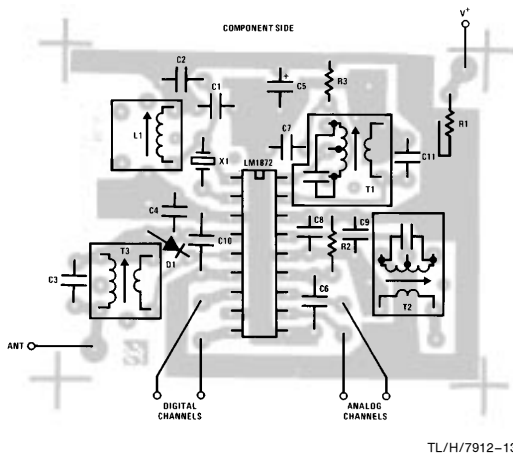 COMPONENT SIDE
V+
C2
C1
+
C5
R3
R1
L1
X1
LM1872
C7
T1
C11
C4
D1
C10
C8
R2
C9
T3
C3
C6
T2
ANT
DIGITAL
CHANNELS
ANALOG
CHANNELS
TL/H/7912–13